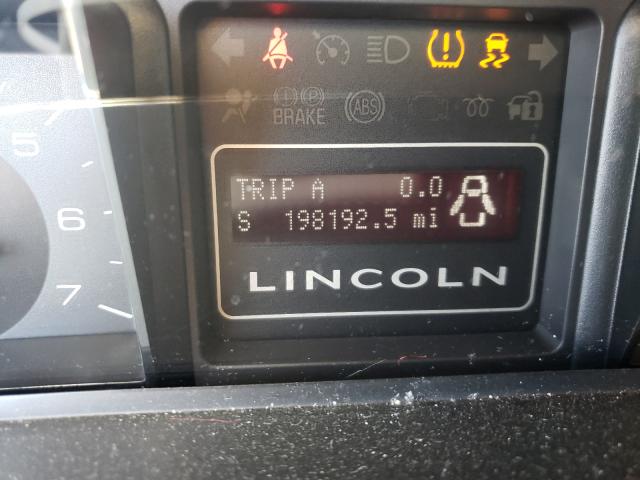 BRAKE
ABS
TRIP A 0.0
S 198192.5 mi
LINCOLN
5
6
7